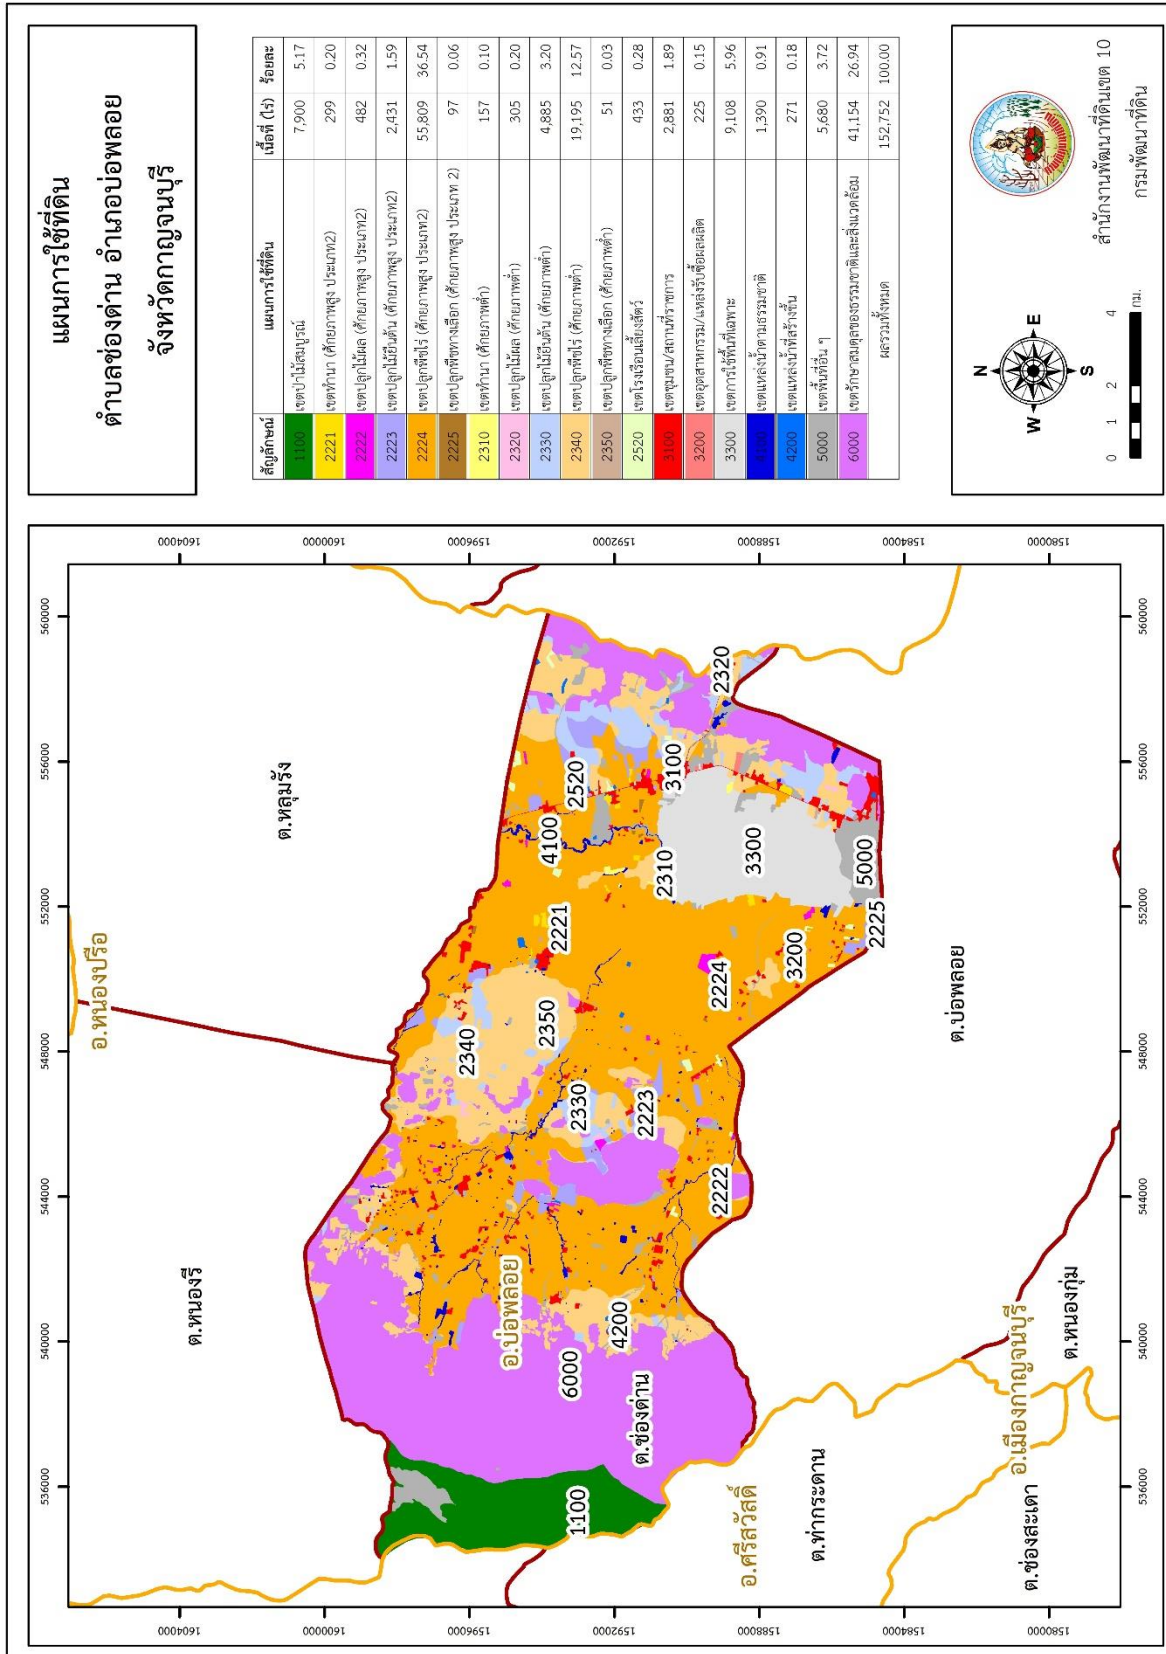 แผนการใช้ที่ดิน
ตำบลช่องด่าน อำเภอบ่อพลอย
จังหวัดกาญจนบุรี
สัญลักษณ์ แผนการใช้ที่ดิน เนื้อที่ (ไร่) ร้อยละ
1100 เขตป่าไม้สมบูรณ์ 7,900 5.17
2221 เขตทำนา (ศักยภาพสูง ประเภท2) 299 0.20
2222 เขตปลูกไม้ผล (ศักยภาพสูง ประเภท2) 482 0.32
2223 เขตปลูกไม้ยืนต้น (ศักยภาพสูง ประเภท2) 2,431 1.59
2224 เขตปลูกพืชไร่ (ศักยภาพสูง ประเภท2) 55,809 36.54
2225 เขตปลูกพืชทางเลือก (ศักยภาพสูง ประเภท 2) 97 0.06
2310 เขตทำนา (ศักยภาพต่ำ) 157 0.10
2320 เขตปลูกไม้ผล (ศักยภาพต่ำ) 305 0.20
2330 เขตปลูกไม้ยืนต้น (ศักยภาพต่ำ) 4,885 3.20
2340 เขตปลูกพืชไร่ (ศักยภาพต่ำ) 19,195 12.57
2350 เขตปลูกพืชทางเลือก (ศักยภาพต่ำ) 51 0.03
2520 เขตโรงเรือนเลี้ยงสัตว์ 433 0.28
3100 เขตชุมชน/สถานที่ราชการ 2,881 1.89
3200 เขตอุตสาหกรรม/แหล่งรับซื้อผลผลิต 225 0.15
3300 เขตการใช้พื้นที่เฉพาะ 9,108 5.96
4100 เขตแหล่งน้ำตามธรรมชาติ 1,390 0.91
4200 เขตแหล่งน้ำที่สร้างขึ้น 271 0.18
5000 เขตพื้นที่อื่น ๆ 5,680 3.72
6000 เขตรักษาสมดุลของธรรมชาติและสิ่งแวดล้อม 41,154 26.94
ผลรวมทั้งหมด 152,752 100.00
N
W E
S
0 1 2 4
กม.
สำนักงานพัฒนาที่ดินเขต 10
กรมพัฒนาที่ดิน
536000 540000 544000 548000 552000 556000 560000
1604000 1604000
1600000 1600000
1596000 1596000
1592000 1592000
1588000 1588000
1584000 1584000
1580000 1580000
536000 540000 544000 548000 552000 556000 560000
อ.หนองปรือ
ต.หนองรี
ต.หลุมรัง
2340
อ.บ่อพลอย
4100
2520
2221
2350
2330
6000
1100
4200
2223
ต.ช่องด่าน
2310
3100
2222
2224
2320
3300
3200
5000
2225
อ.ศรีสวัสดิ์
ต.ท่ากระดาน
ต.บ่อพลอย
อ.เมืองกาญจนบุรี
ต.ช่องสะเดา
ต.หนองกุ่ม